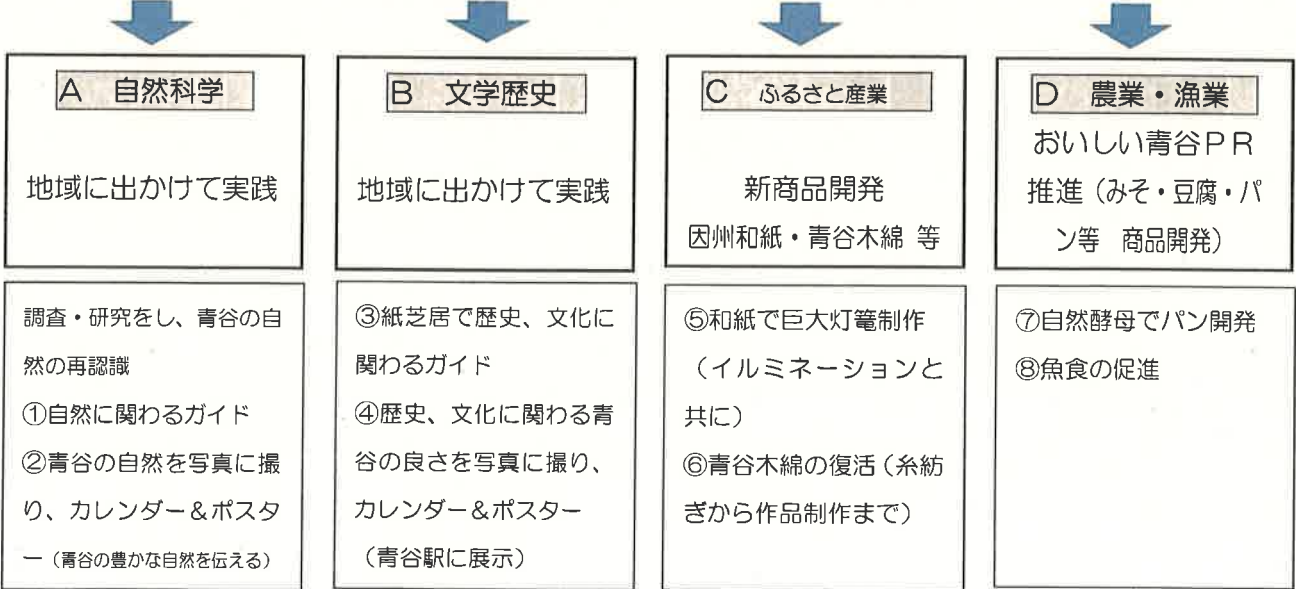 A 自然科学
地域に出かけて実践
調査・研究をし、青谷の自
然の再認識
①自然に関わるガイド
②青谷の自然を写真に撮
り、カレンダー＆ポスタ
ー（青谷の豊かな自然を伝える）
B 文学歴史
地域に出かけて実践
③紙芝居で歴史、文化に
関わるガイド
④歴史、文化に関わる青
谷の良さを写真に撮り、
カレンダー＆ポスター
（青谷駅に展示）
C ふるさと産業
新商品開発
因州和紙・青谷木綿 等
⑤和紙で巨大灯篭制作
（イルミネーションと
共に）
⑥青谷木綿の復活（糸紡
ぎから作品制作まで）
D 農業・漁業
おいしい青谷ＰＲ
推進（みそ・豆腐・パ
ン等 商品開発）
⑦自然酵母でパン開発
⑧魚食の促進